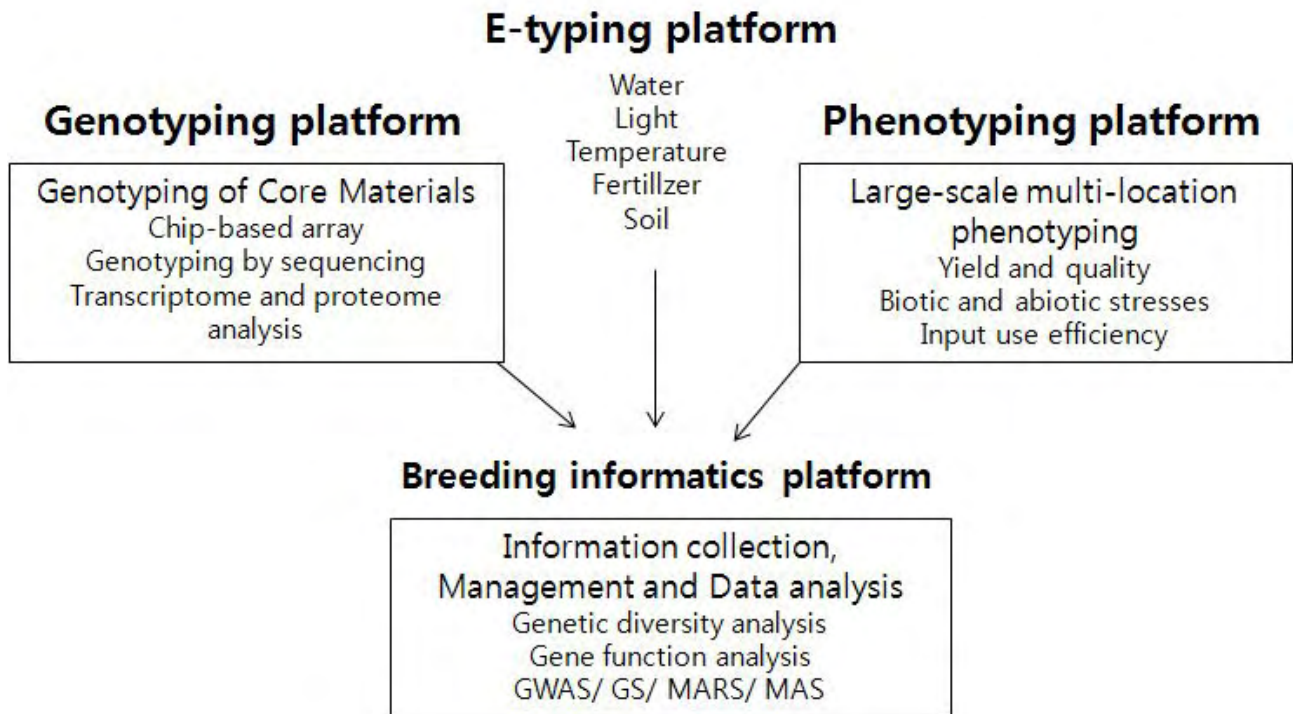 E-typing platform
Water
Light
Temperature
Fertillzer
Soil
Genotyping platform
Genotyping of Core Materials
Chip-based array
Genotyping by sequencing
Transcriptome and proteome
analysis
Phenotyping platform
Large-scale multi-location
phenotyping
Yield and quality
Biotic and abiotic stresses
Input use efficiency
Breeding informatics platform
Information collection,
Management and Data analysis
Genetic diversity analysis
Gene function analysis
GWAS/ GS/ MARS/ MAS